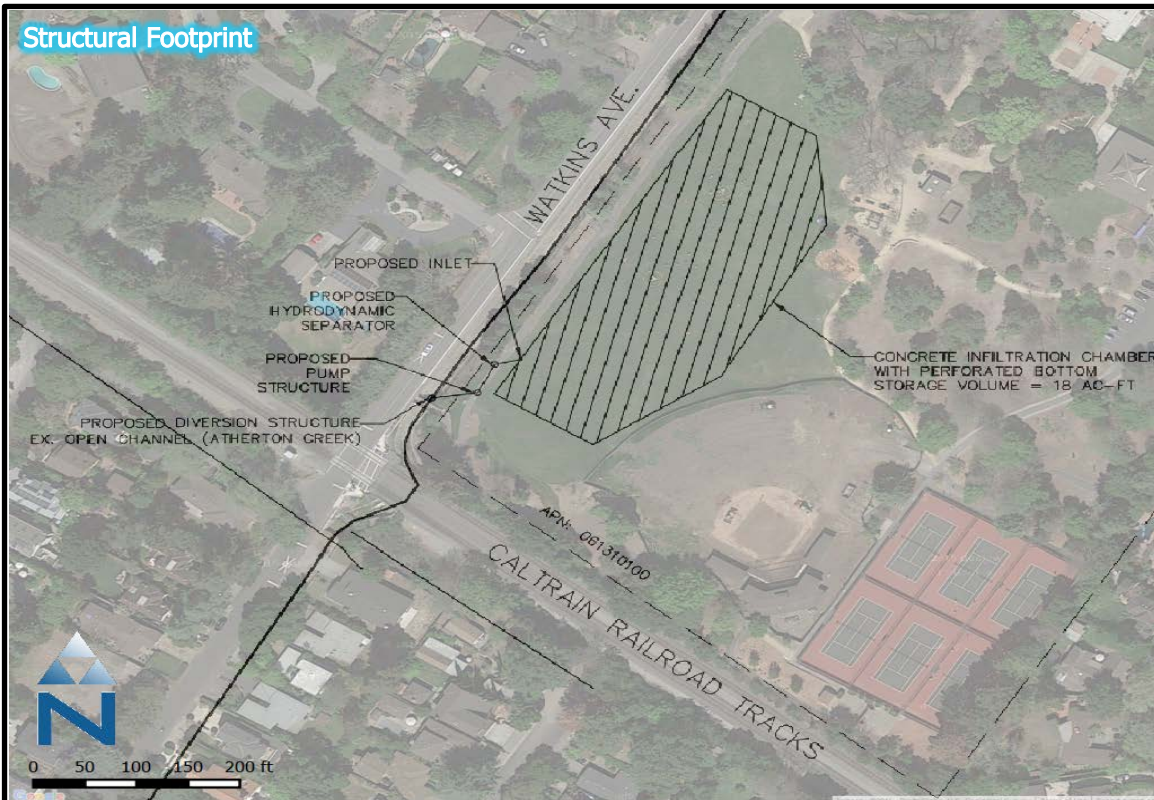 Structural Footprint
WATKINS AVE.
PROPOSED INLET
PROPOSED
HYDRODYNAMIC
SEPARATOR
PROPOSED
PUMP
STRUCTURE
PROPOSED DIVERSION STRUCTURE
EX. OPEN CHANNEL (ATHERTON CREEK)
CONCRETE INFILTRATION CHAMBER
WITH PERFORATED BOTTOM
STORAGE VOLUME = 18 AC-FT
APN: 061310100
CALTRAIN RAILROAD TRACKS
N
0 50 100 150 200 ft